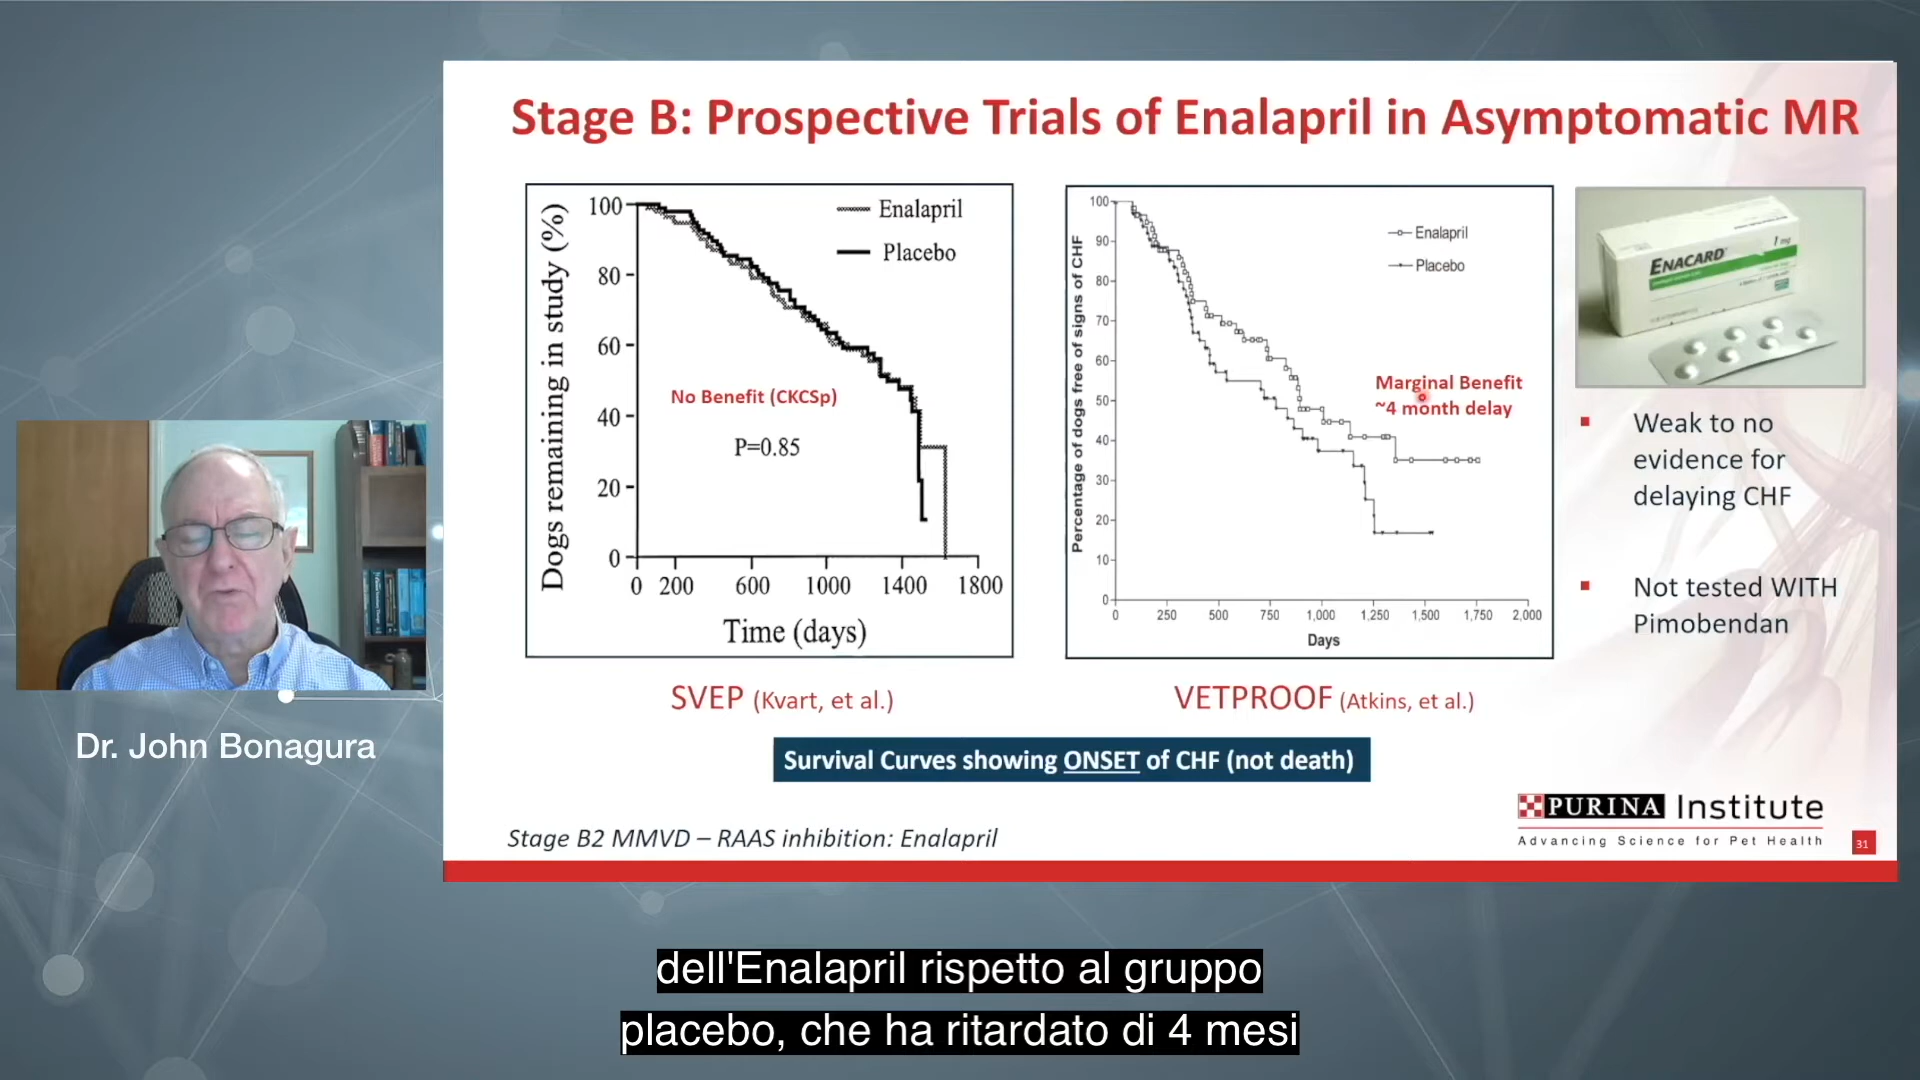 Stage B: Prospective Trials of Enalapril in Asymptomatic MR
Dogs remaining in study (%)
100
80
60
40
20
0
Enalapril
Placebo
No Benefit (CKCSp)
P=0.85
0 200 600 1000 1400 1800
Time (days)
SVEP (Kvart, et al.)
Percentage of dogs free of signs of CHF
100
90
80
70
60
50
40
30
20
10
0
Enalapril
Placebo
Marginal Benefit
~4 month delay
0 250 500 750 1,000 1,250 1,500 1,750 2,000
Days
VETPROOF (Atkins, et al.)
ENACARD
1 mg
Weak to no
evidence for
delaying CHF
Not tested WITH
Pimobendan
Survival Curves showing ONSET of CHF (not death)
Stage B2 MMVD – RAAS inhibition: Enalapril
PURINA Institute
Advancing Science for Pet Health
31
Dr. John Bonagura
dell'Enalapril rispetto al gruppo
placebo, che ha ritardato di 4 mesi